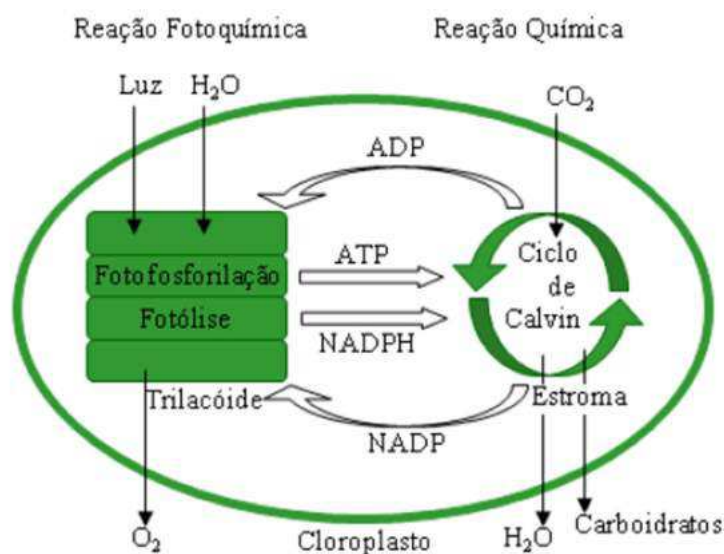 Reação Fotoquímica
Reação Química
Luz H₂O
CO₂
ADP
Fotofosforilação
ATP
Ciclo
de
Calvin
Fotólise
NADPH
Trilacóide
Estroma
NADP
O₂
Cloroplasto
H₂O
Carboidratos